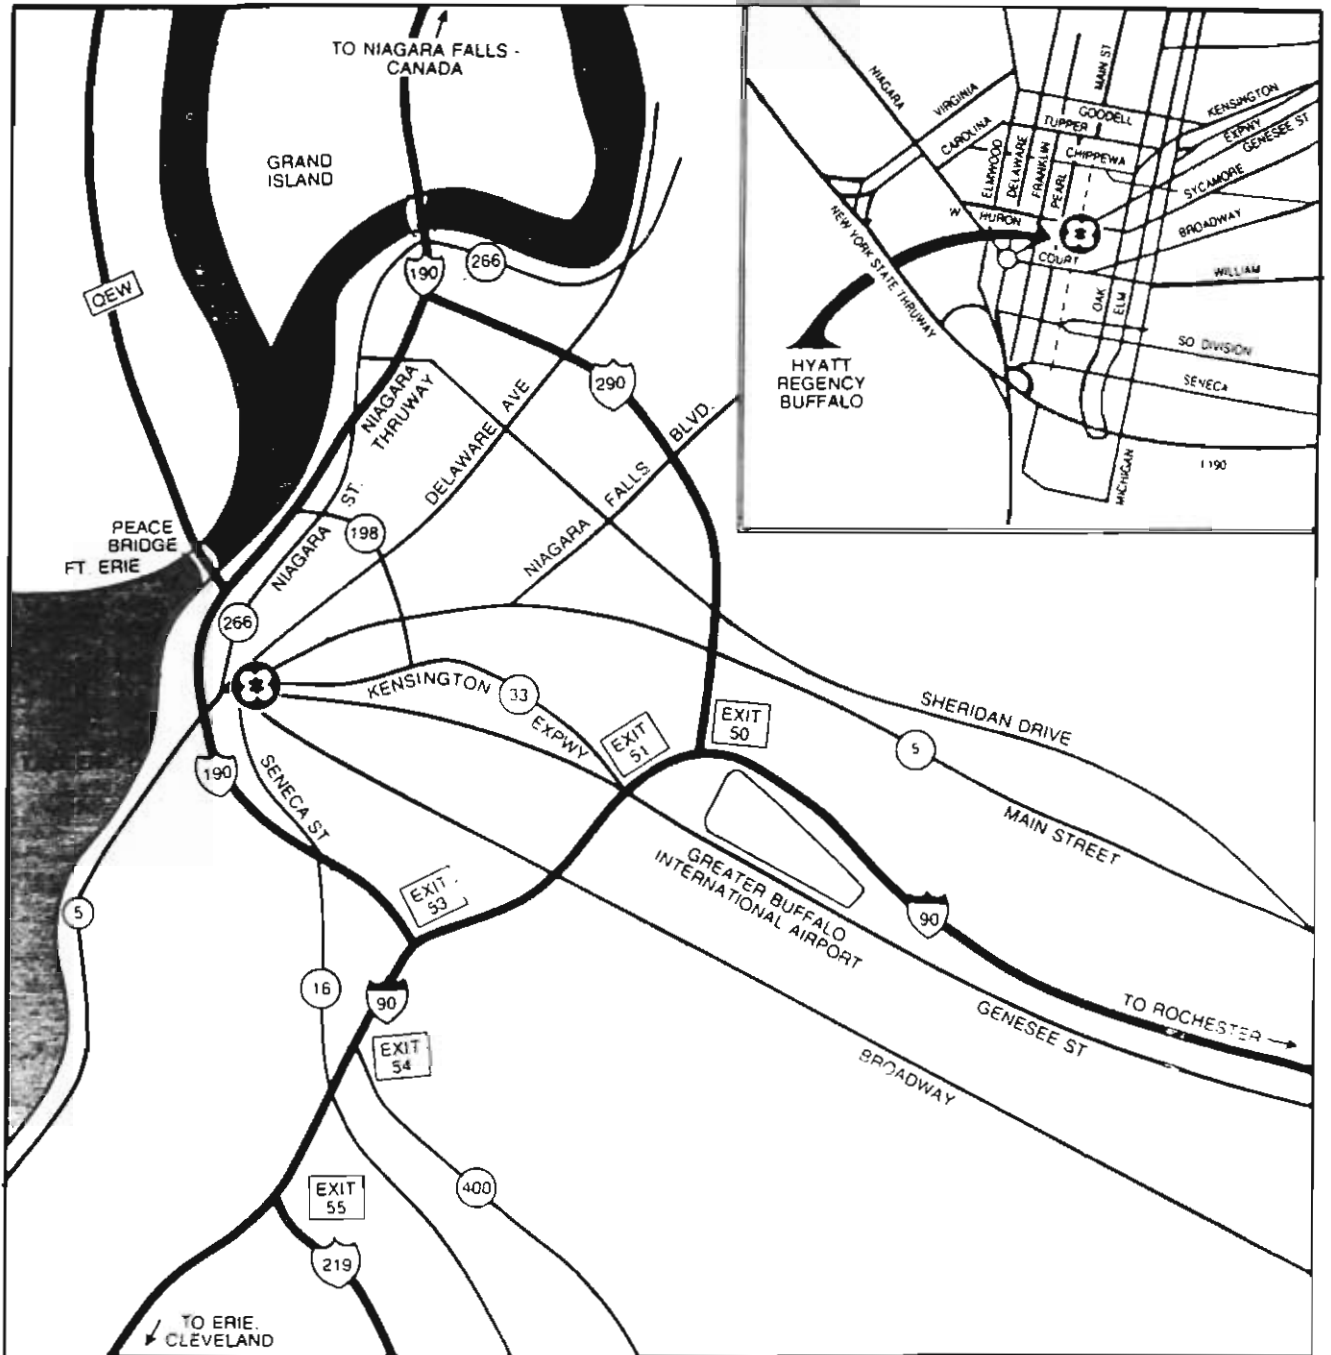 TO NIAGARA FALLS -
CANADA
GRAND
ISLAND
QEW
190
266
290
NIAGARA
THRUWAY
DELAWARE AVE
NIAGARA FALLS BLVD.
NIAGARA ST.
198
PEACE
BRIDGE
FT. ERIE
266
KENSINGTON EXPWY
33
EXIT
51
EXIT
50
SHERIDAN DRIVE
5
MAIN STREET
190
SENECA ST
EXIT
53
GREATER BUFFALO
INTERNATIONAL AIRPORT
90
5
16
90
EXIT
54
TO ROCHESTER
GENESEE ST
BROADWAY
400
EXIT
55
219
TO ERIE.
CLEVELAND
NIAGARA
VIRGINIA
CAROLINA
MAIN ST
GOODELL
TUPPER
CHIPPEWA
KENSINGTON
EXPWY
GENESEE ST
SYCAMORE
BROADWAY
WILLIAM
ELMWOOD
DELAWARE
FRANKLIN
PEARL
W HURON
COURT
NEW YORK STATE THRUWAY
OAK
ELM
SO DIVISION
SENECA
MICHIGAN
I 190
HYATT
REGENCY
BUFFALO